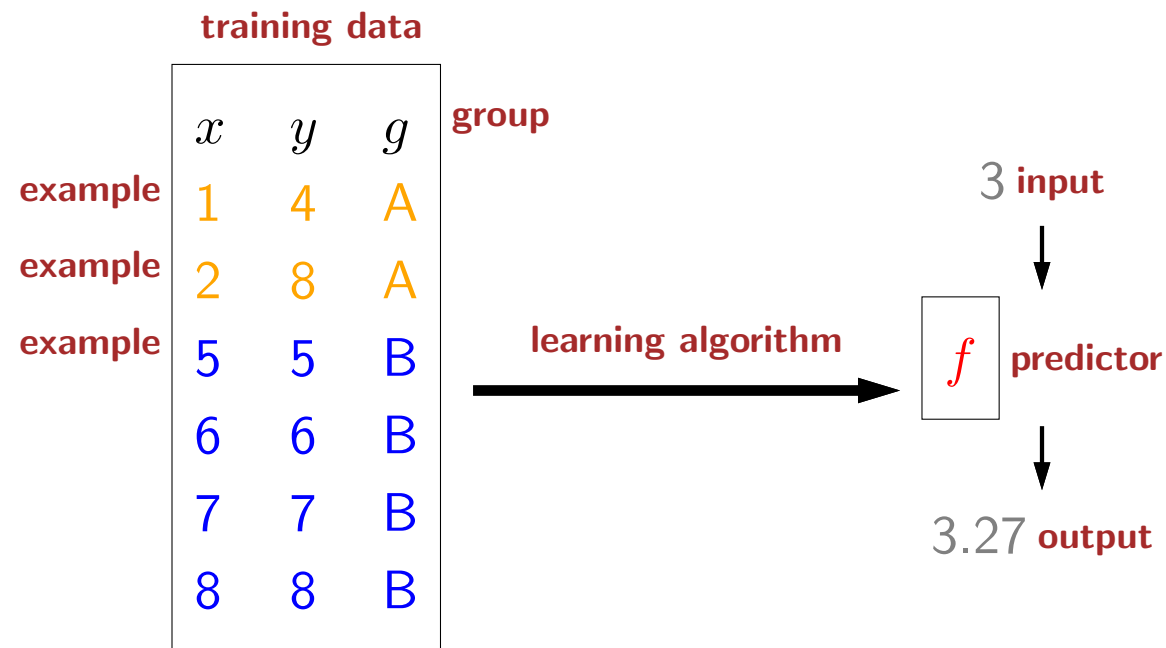 training data
x y g group
example 1 4 A
example 2 8 A
example 5 5 B
6 6 B
7 7 B
8 8 B
learning algorithm
3 input
f predictor
3.27 output